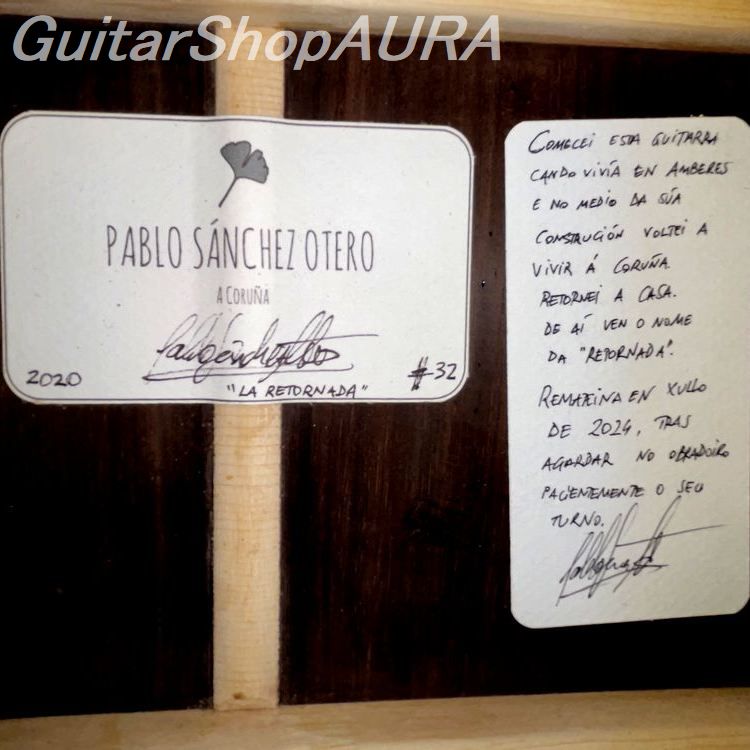 GuitarShopAURA
PABLO SÁNCHEZ OTERO
A CORUÑA
2020
"LA RETORNADA"
#32
COMECEI ESTA GUITARRA
CANDO VIVÍA EN AMBERES
E NO MEDIO DA SÚA
CONSTRUCIÓN VOLTEI A
VIVIR Á CORUÑA.
RETORNEI A CASA.
DE AÍ VEN O NOME
DA "RETORNADA".
REMATEINA EN XULLO
DE 2024, TRAS
AGARDAR NO OBRADOIRO
PACIENTEMENTE O SEU
TURNO.